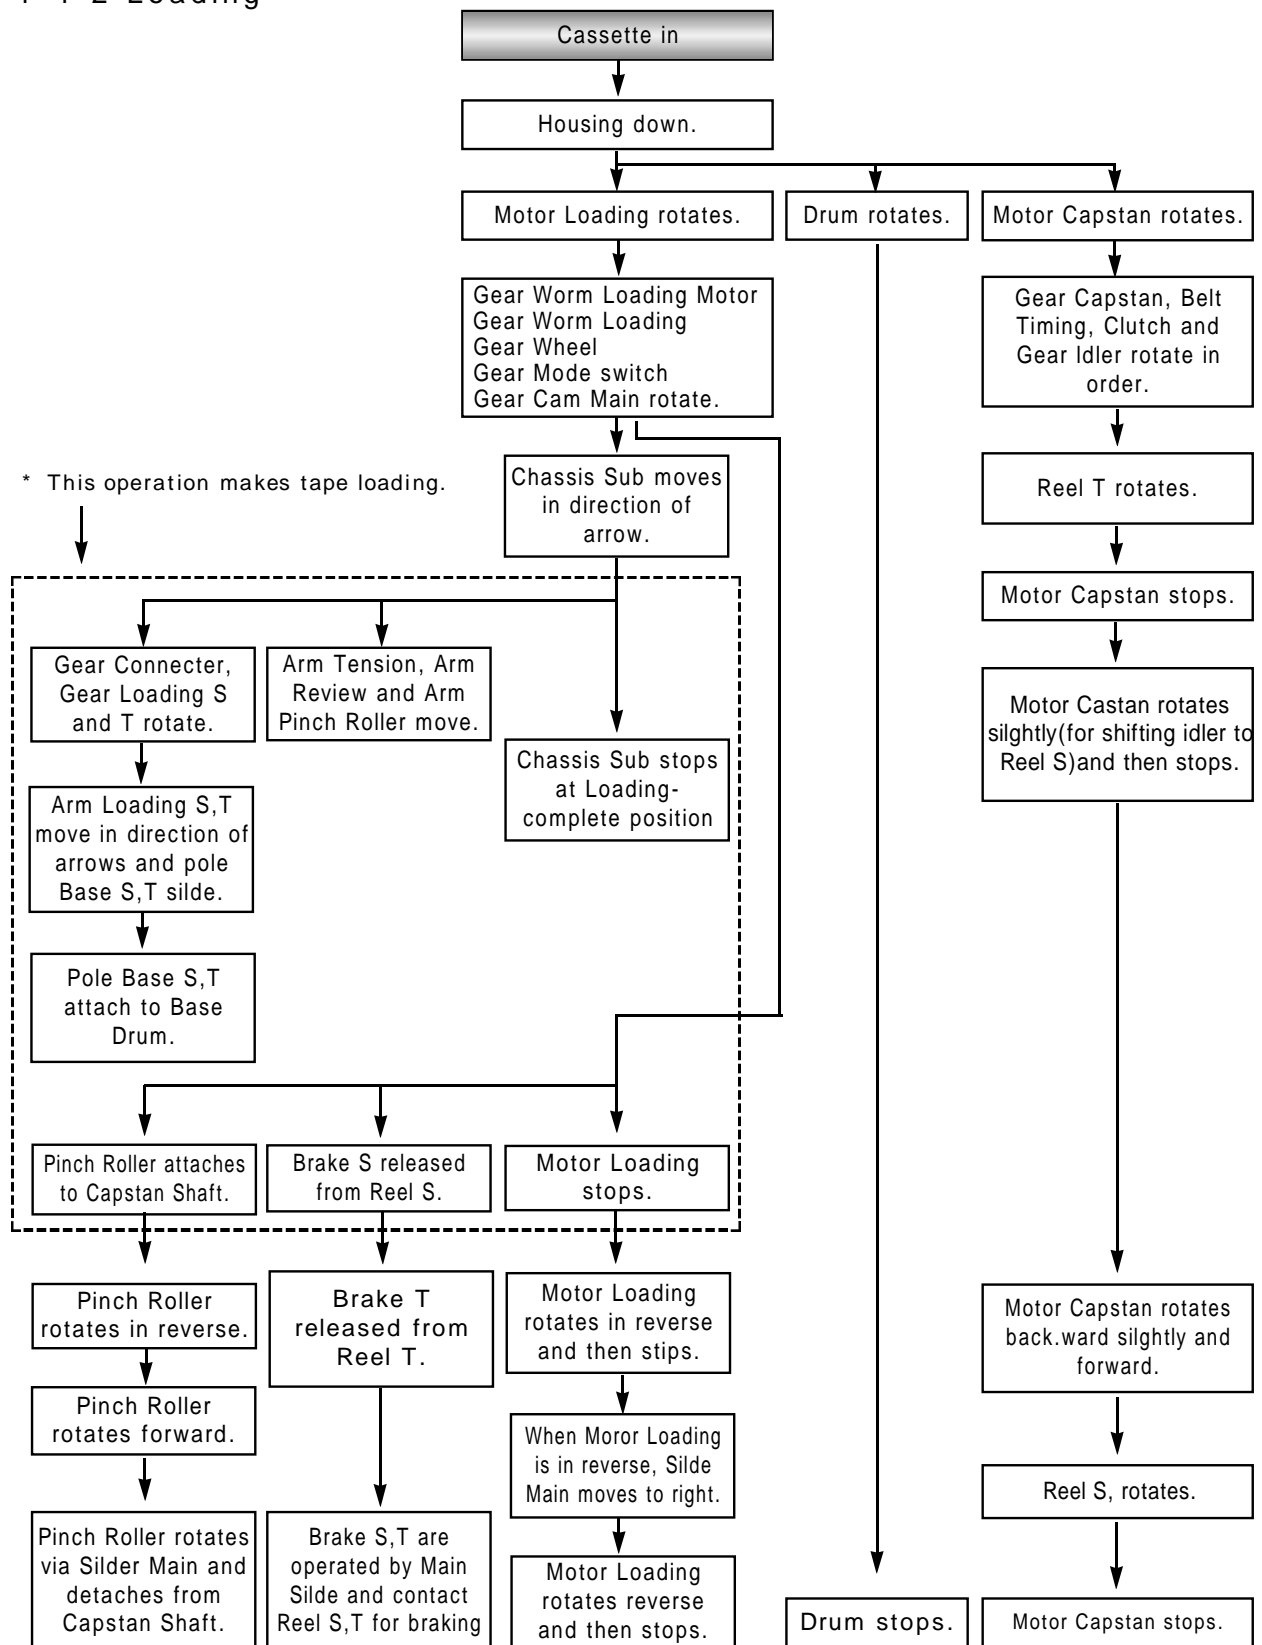 Cassette in
Housing down.
Motor Loading rotates.
Drum rotates.
Motor Capstan rotates.
Gear Worm Loading Motor
Gear Worm Loading
Gear Wheel
Gear Mode switch
Gear Cam Main rotate.
Gear Capstan, Belt
Timing, Clutch and
Gear Idler rotate in
order.
* This operation makes tape loading.
Chassis Sub moves
in direction of
arrow.
Reel T rotates.
Motor Capstan stops.
Gear Connecter,
Gear Loading S
and T rotate.
Arm Tension, Arm
Review and Arm
Pinch Roller move.
Chassis Sub stops
at Loading-
complete position
Motor Castan rotates
silghtly(for shifting idler to
Reel S)and then stops.
Arm Loading S,T
move in direction of
arrows and pole
Base S,T silde.
Pole Base S,T
attach to Base
Drum.
Pinch Roller attaches
to Capstan Shaft.
Brake S released
from Reel S.
Motor Loading
stops.
Pinch Roller
rotates in reverse.
Brake T
released from
Reel T.
Motor Loading
rotates in reverse
and then stips.
Motor Capstan rotates
back.ward silghtly and
forward.
Pinch Roller
rotates forward.
When Moror Loading
is in reverse, Silde
Main moves to right.
Reel S, rotates.
Pinch Roller rotates
via Silder Main and
detaches from
Capstan Shaft.
Brake S,T are
operated by Main
Silde and contact
Reel S,T for braking
Motor Loading
rotates reverse
and then stops.
Drum stops.
Motor Capstan stops.